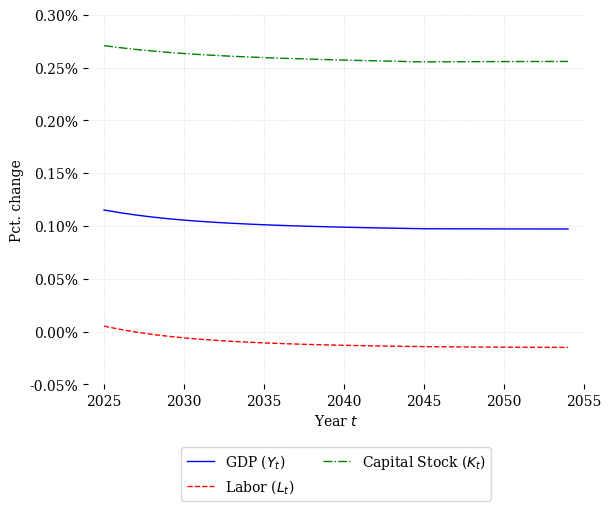 0.30%
0.25%
0.20%
0.15%
0.10%
0.05%
0.00%
-0.05%
Pct. change
2025 2030 2035 2040 2045 2050 2055
Year t
GDP (Yₜ) Capital Stock (Kₜ)
Labor (Lₜ)